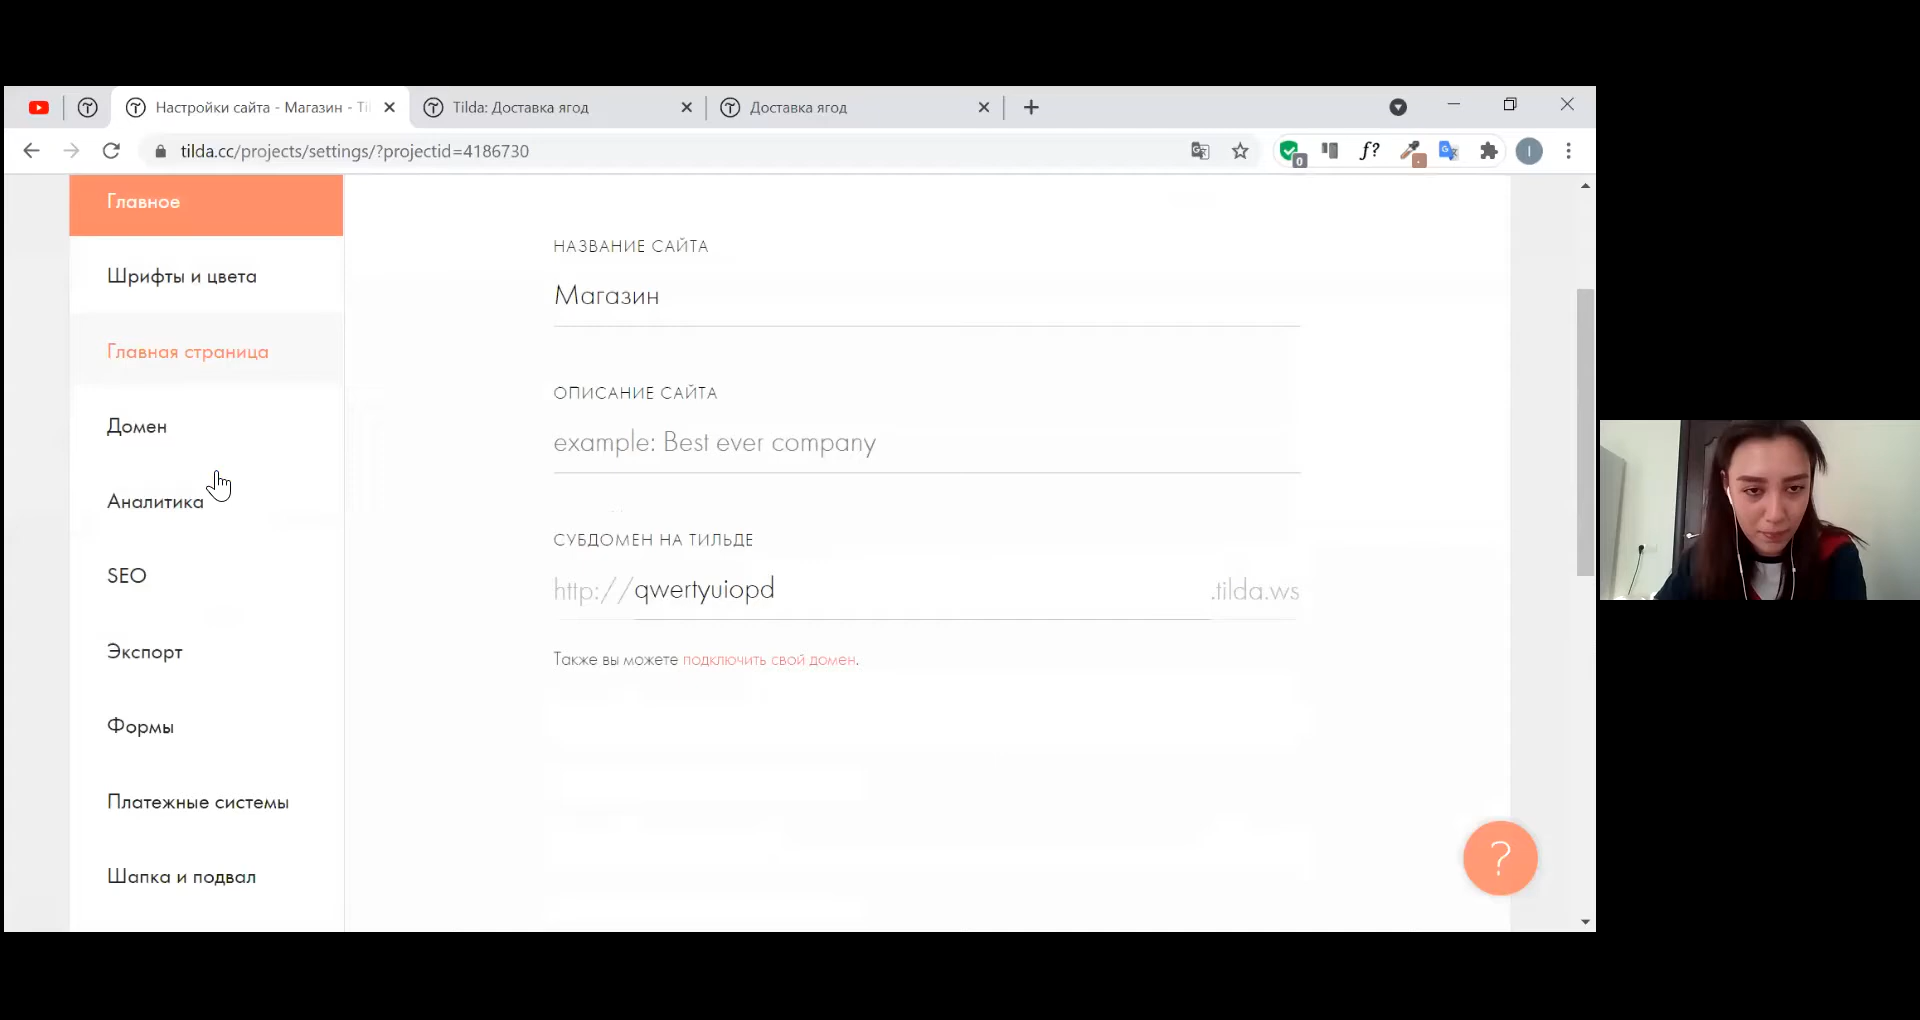 Настройки сайта - Магазин - Til
Tilda: Доставка ягод
Доставка ягод
tilda.cc/projects/settings/?projectid=4186730
0
f?
I
Главное
Шрифты и цвета
Главная страница
Домен
Аналитика
SEO
Экспорт
Формы
Платежные системы
Шапка и подвал
НАЗВАНИЕ САЙТА
Магазин
ОПИСАНИЕ САЙТА
example: Best ever company
СУБДОМЕН НА ТИЛЬДЕ
http://qwertyuiopd .tilda.ws
Также вы можете подключить свой домен.
?